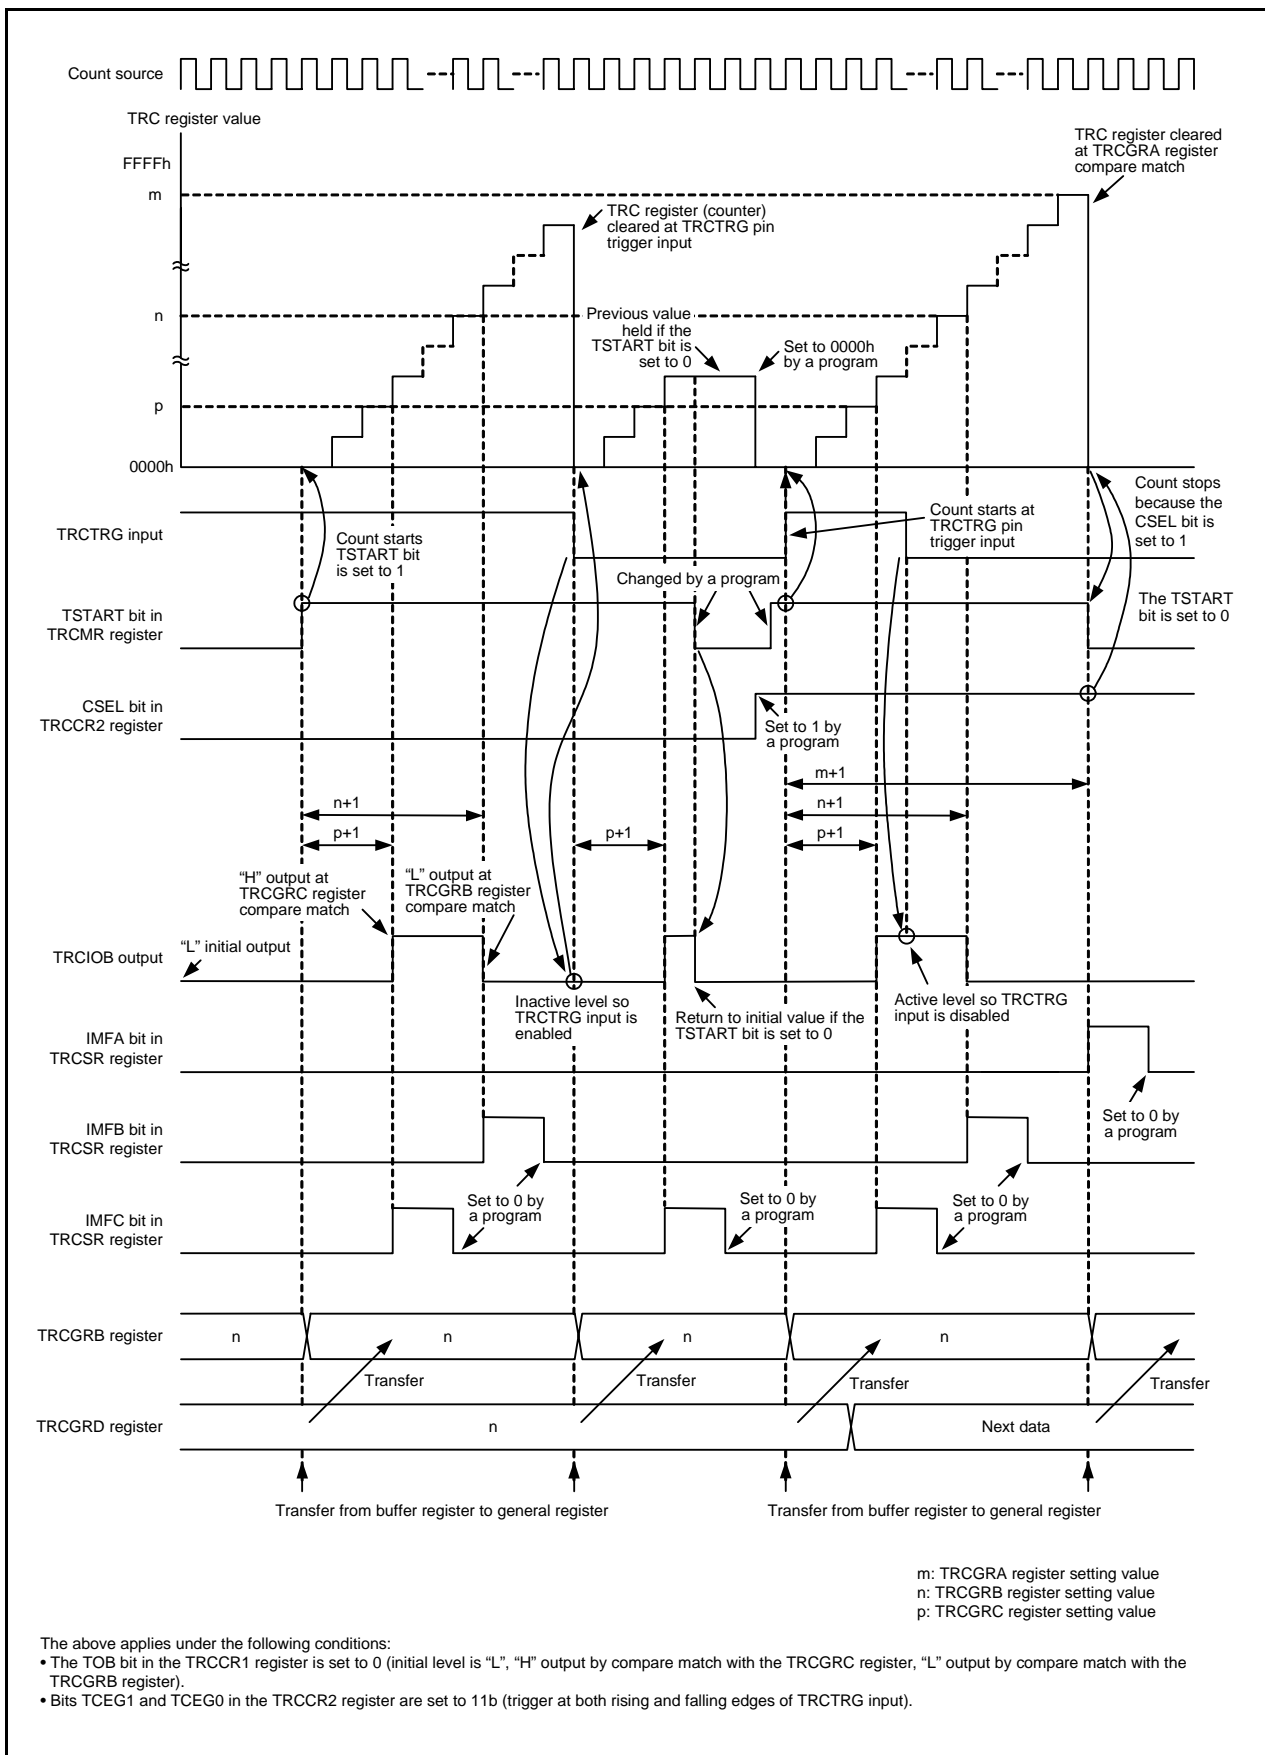 Count source
TRC register value
FFFFh
m
n
p
0000h
TRC register cleared
at TRCGRA register
compare match
TRC register (counter)
cleared at TRCTRG pin
trigger input
Previous value
held if the
TSTART bit is
set to 0
Set to 0000h
by a program
TRCTRG input
Count starts
TSTART bit
is set to 1
Changed by a program
Count starts at
TRCTRG pin
trigger input
Count stops
because the
CSEL bit is
set to 1
TSTART bit in
TRCMR register
The TSTART
bit is set to 0
CSEL bit in
TRCCR2 register
Set to 1 by
a program
m+1
n+1
n+1
p+1
p+1
p+1
“H” output at
TRCGRC register
compare match
“L” output at
TRCGRB register
compare match
TRCIOB output
“L” initial output
Inactive level so
TRCTRG input is
enabled
Return to initial value if the
TSTART bit is set to 0
Active level so TRCTRG
input is disabled
IMFA bit in
TRCSR register
Set to 0 by
a program
IMFB bit in
TRCSR register
Set to 0 by
a program
Set to 0 by
a program
Set to 0 by
a program
IMFC bit in
TRCSR register
TRCGRB register
n
n
n
n
Transfer
Transfer
Transfer
Transfer
TRCGRD register
n
Next data
Transfer from buffer register to general register
Transfer from buffer register to general register
m: TRCGRA register setting value
n: TRCGRB register setting value
p: TRCGRC register setting value
The above applies under the following conditions:
• The TOB bit in the TRCCR1 register is set to 0 (initial level is “L”, “H” output by compare match with the TRCGRC register, “L” output by compare match with the
TRCGRB register).
• Bits TCEG1 and TCEG0 in the TRCCR2 register are set to 11b (trigger at both rising and falling edges of TRCTRG input).